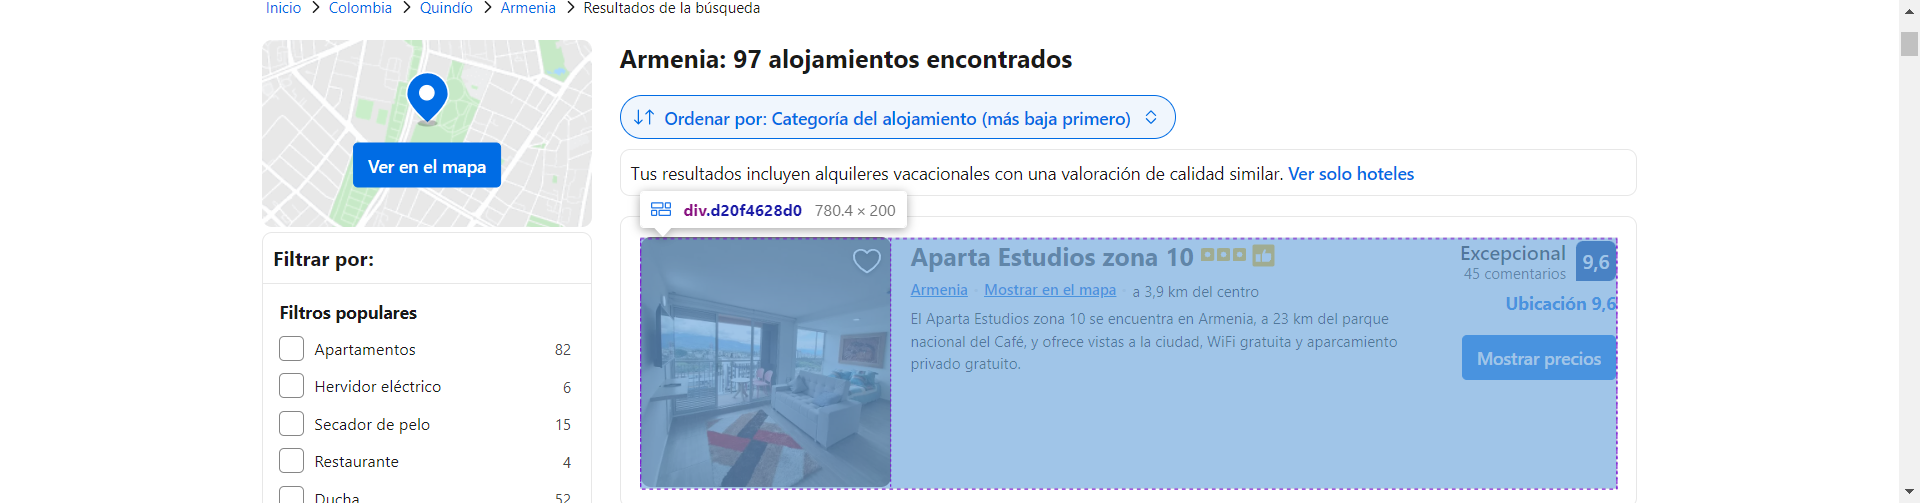 Inicio > Colombia > Quindío > Armenia > Resultados de la búsqueda
Ver en el mapa
Filtrar por:
Filtros populares
Apartamentos 82
Hervidor eléctrico 6
Secador de pelo 15
Restaurante 4
Ducha 52
Armenia: 97 alojamientos encontrados
Ordenar por: Categoría del alojamiento (más baja primero)
Tus resultados incluyen alquileres vacacionales con una valoración de calidad similar. Ver solo hoteles
div.d20f4628d0 780.4 × 200
Aparta Estudios zona 10
Armenia · Mostrar en el mapa · a 3,9 km del centro
El Aparta Estudios zona 10 se encuentra en Armenia, a 23 km del parque
nacional del Café, y ofrece vistas a la ciudad, WiFi gratuita y aparcamiento
privado gratuito.
Excepcional 9,6
45 comentarios
Ubicación 9,6
Mostrar precios